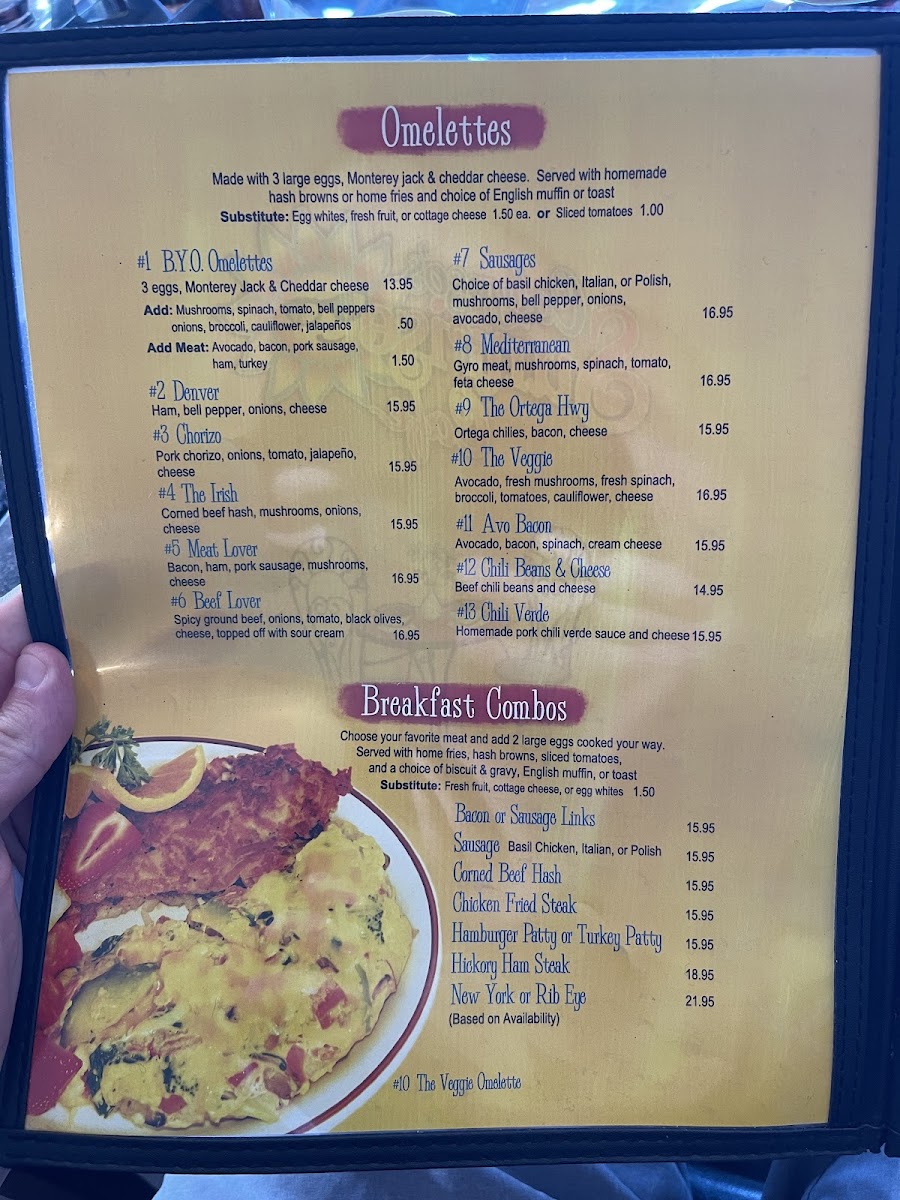 Omelettes
Made with 3 large eggs, Monterey jack & cheddar cheese. Served with homemade
hash browns or home fries and choice of English muffin or toast
Substitute: Egg whites, fresh fruit, or cottage cheese 1.50 ea. or Sliced tomatoes 1.00
#1 B.Y.O. Omelettes
3 eggs, Monterey Jack & Cheddar cheese 13.95
Add: Mushrooms, spinach, tomato, bell peppers
onions, broccoli, cauliflower, jalapeños .50
Add Meat: Avocado, bacon, pork sausage,
ham, turkey 1.50
#2 Denver
Ham, bell pepper, onions, cheese 15.95
#3 Chorizo
Pork chorizo, onions, tomato, jalapeño,
cheese 15.95
#4 The Irish
Corned beef hash, mushrooms, onions,
cheese 15.95
#5 Meat Lover
Bacon, ham, pork sausage, mushrooms,
cheese 16.95
#6 Beef Lover
Spicy ground beef, onions, tomato, black olives,
cheese, topped off with sour cream 16.95
#7 Sausages
Choice of basil chicken, Italian, or Polish,
mushrooms, bell pepper, onions,
avocado, cheese 16.95
#8 Mediterranean
Gyro meat, mushrooms, spinach, tomato,
feta cheese 16.95
#9 The Ortega Hwy
Ortega chilies, bacon, cheese 15.95
#10 The Veggie
Avocado, fresh mushrooms, fresh spinach,
broccoli, tomatoes, cauliflower, cheese 16.95
#11 Avo Bacon
Avocado, bacon, spinach, cream cheese 15.95
#12 Chili Beans & Cheese
Beef chili beans and cheese 14.95
#13 Chili Verde
Homemade pork chili verde sauce and cheese 15.95
Breakfast Combos
Choose your favorite meat and add 2 large eggs cooked your way.
Served with home fries, hash browns, sliced tomatoes,
and a choice of biscuit & gravy, English muffin, or toast
Substitute: Fresh fruit, cottage cheese, or egg whites 1.50
Bacon or Sausage Links 15.95
Sausage Basil Chicken, Italian, or Polish 15.95
Corned Beef Hash 15.95
Chicken Fried Steak 15.95
Hamburger Patty or Turkey Patty 15.95
Hickory Ham Steak 18.95
New York or Rib Eye 21.95
(Based on Availability)
#10 The Veggie Omelette